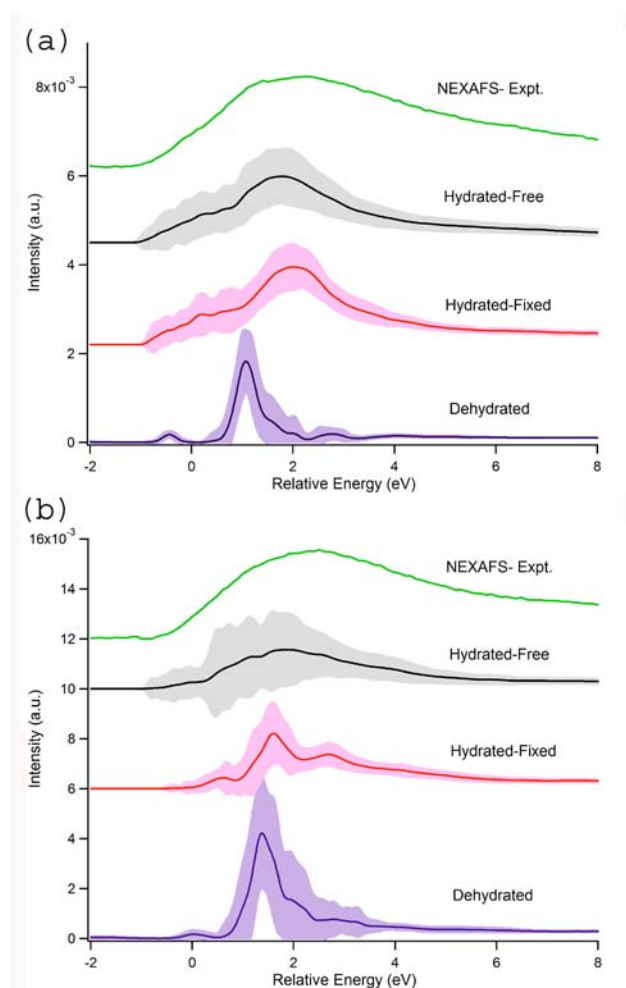 (a)
8x10⁻³
6
4
2
0
Intensity (a.u.)
NEXAFS- Expt.
Hydrated-Free
Hydrated-Fixed
Dehydrated
-2 0 2 4 6 8
Relative Energy (eV)
(b)
16x10⁻³
14
12
10
8
6
4
2
0
Intensity (a.u.)
NEXAFS- Expt.
Hydrated-Free
Hydrated-Fixed
Dehydrated
-2 0 2 4 6 8
Relative Energy (eV)